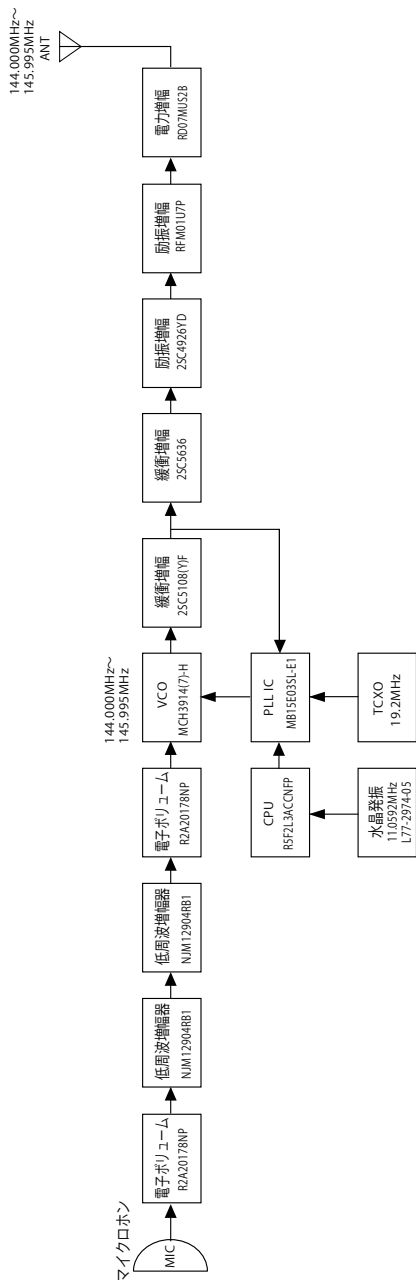 マイクロホン
MIC
電子ボリューム
R2A20178NP
低周波増幅器
NJM12904RB1
低周波増幅器
NJM12904RB1
電子ボリューム
R2A20178NP
144.000MHz～
145.995MHz
VCO
MCH3914(7)-H
緩衝増幅
2SC5108(Y)F
緩衝増幅
2SC5636
励振増幅
2SC4926YD
励振増幅
RFM01U7P
電力増幅
RD07MUS2B
144.000MHz～
145.995MHz
ANT
CPU
R5F2L3ACCNFP
PLL IC
MB15E03SL-E1
水晶発振
11.0592MHz
L77-2974-05
TCXO
19.2MHz